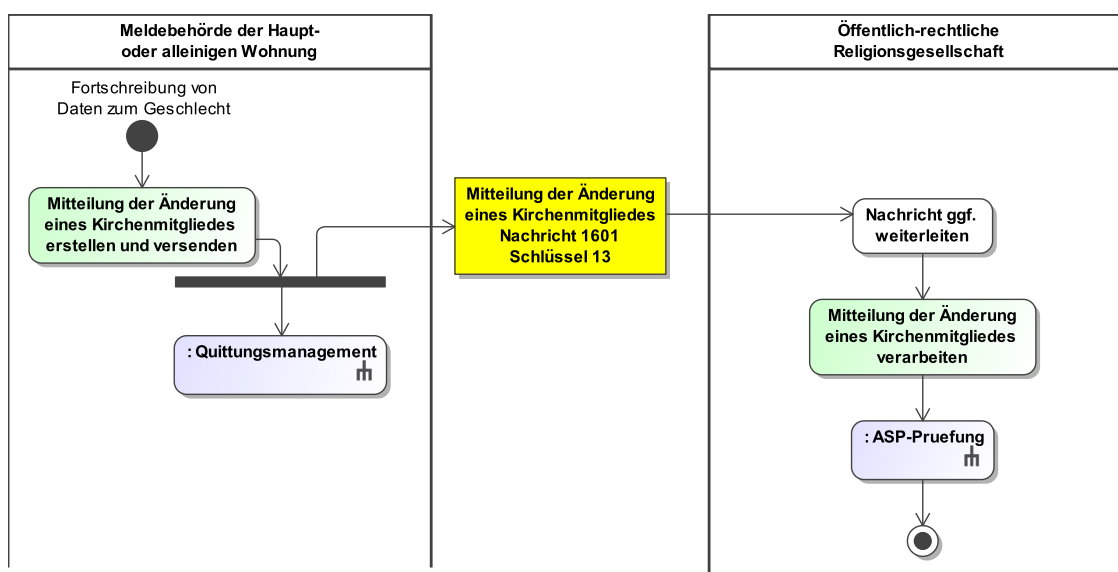 Meldebehörde der Haupt-
oder alleinigen Wohnung
Fortschreibung von
Daten zum Geschlecht
Mitteilung der Änderung
eines Kirchenmitgliedes
erstellen und versenden
: Quittungsmanagement
Mitteilung der Änderung
eines Kirchenmitgliedes
Nachricht 1601
Schlüssel 13
Öffentlich-rechtliche
Religionsgesellschaft
Nachricht ggf.
weiterleiten
Mitteilung der Änderung
eines Kirchenmitgliedes
verarbeiten
: ASP-Pruefung